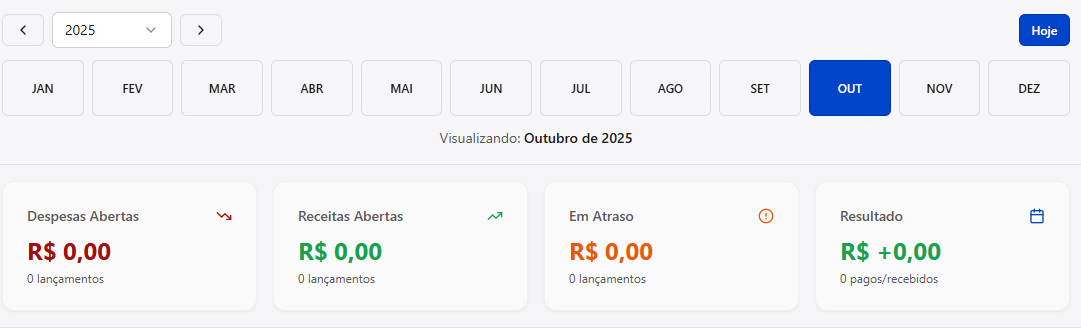 2025
Hoje
JAN FEV MAR ABR MAI JUN JUL AGO SET OUT NOV DEZ
Visualizando: Outubro de 2025
Despesas Abertas
R$ 0,00
0 lançamentos
Receitas Abertas
R$ 0,00
0 lançamentos
Em Atraso
R$ 0,00
0 lançamentos
Resultado
R$ +0,00
0 pagos/recebidos